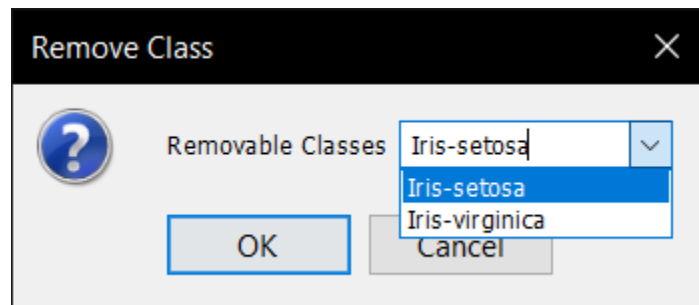 Remove Class
Removable Classes Iris-setosa
Iris-setosa
Iris-virginica
OK Cancel